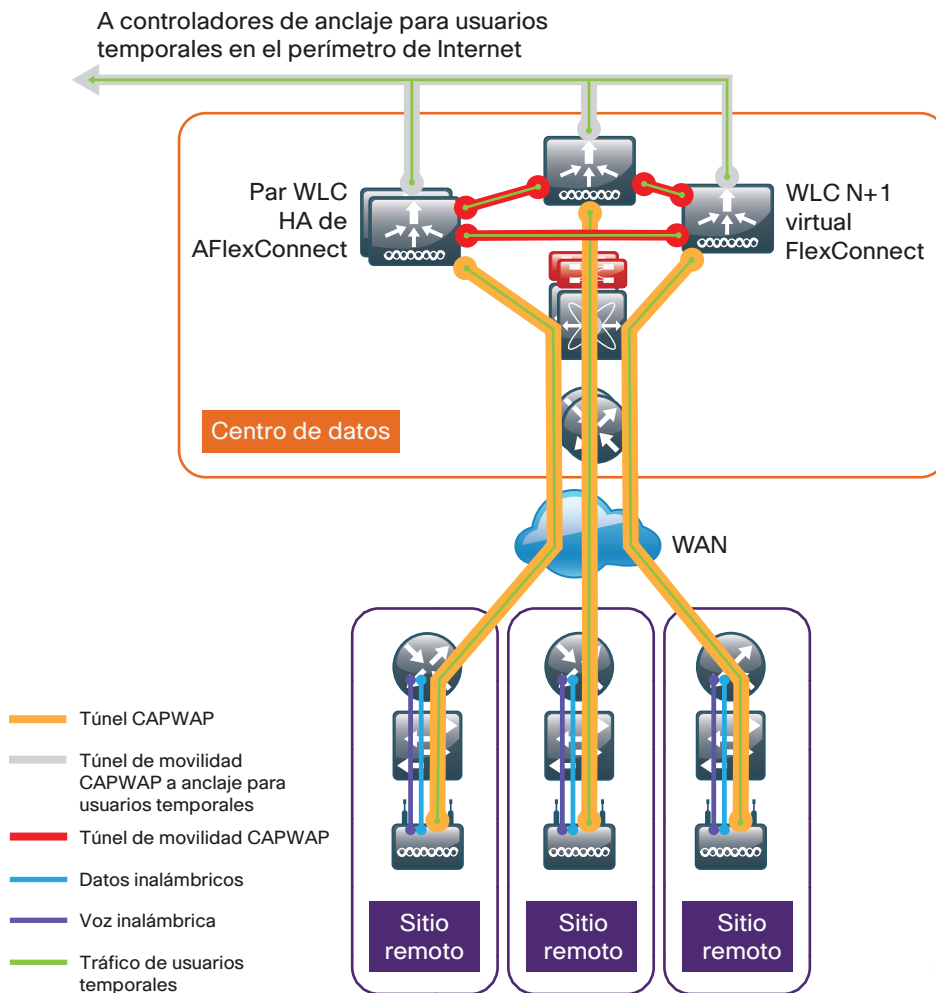 A controladores de anclaje para usuarios
temporales en el perímetro de Internet
Par WLC
HA de
AFlexConnect
WLC N+1
virtual
FlexConnect
Centro de datos
WAN
Túnel CAPWAP
Túnel de movilidad
CAPWAP a anclaje para
usuarios temporales
Túnel de movilidad CAPWAP
Datos inalámbricos
Voz inalámbrica
Tráfico de usuarios
temporales
Sitio
remoto
Sitio
remoto
Sitio
remoto